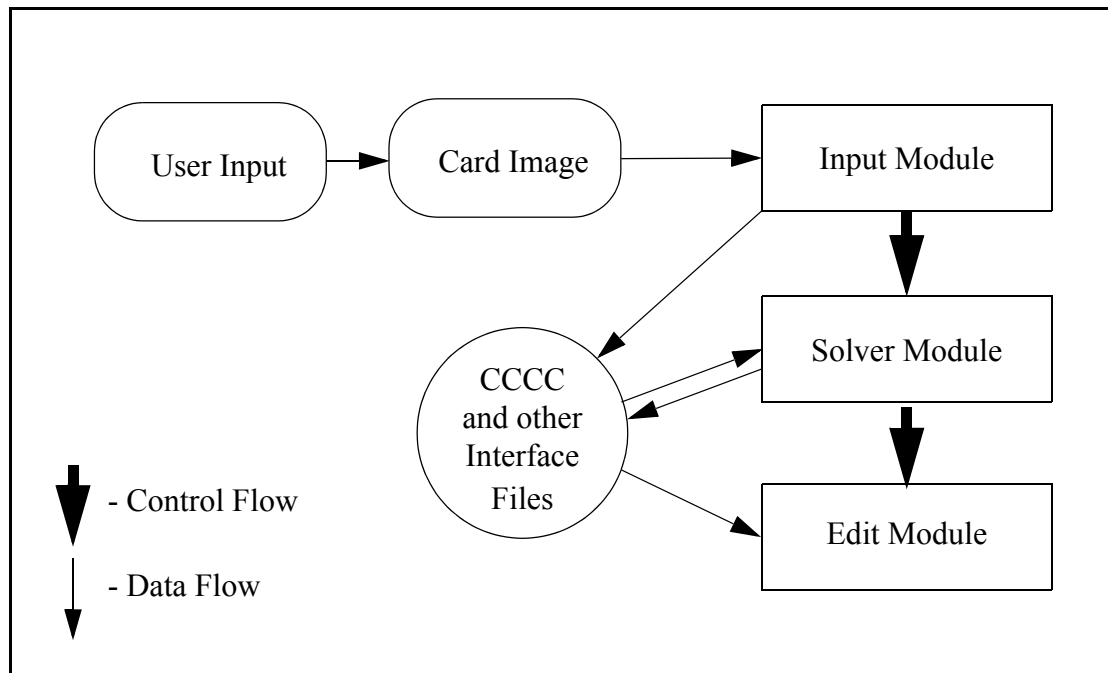 User Input
Card Image
Input Module
Solver Module
CCCC
and other
Interface
Files
Edit Module
- Control Flow
- Data Flow